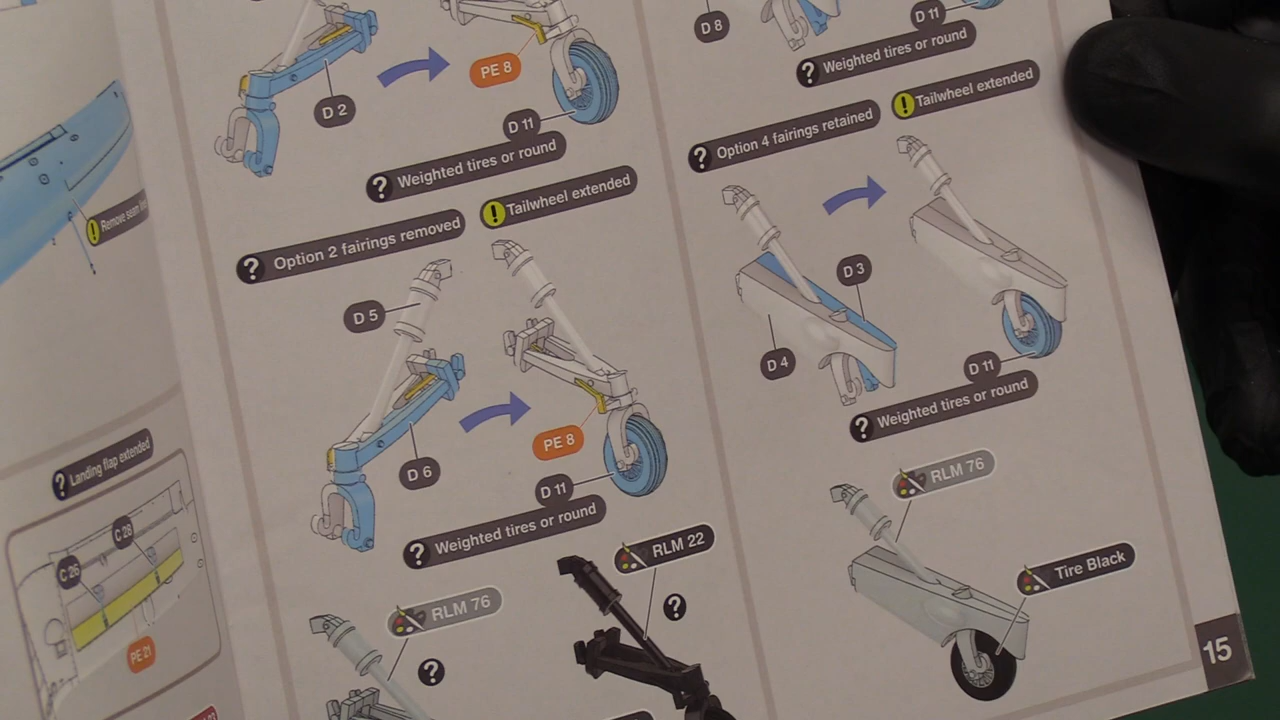 Remove seam
Landing flap extended
C 28
C 26
PE 21
D 2
PE 8
D 11
Weighted tires or round
Option 2 fairings removed
Tailwheel extended
D 5
D 6
PE 8
D 11
Weighted tires or round
RLM 76
RLM 22
D 8
D 11
Weighted tires or round
Option 4 fairings retained
Tailwheel extended
D 3
D 4
D 11
Weighted tires or round
RLM 76
Tire Black
15